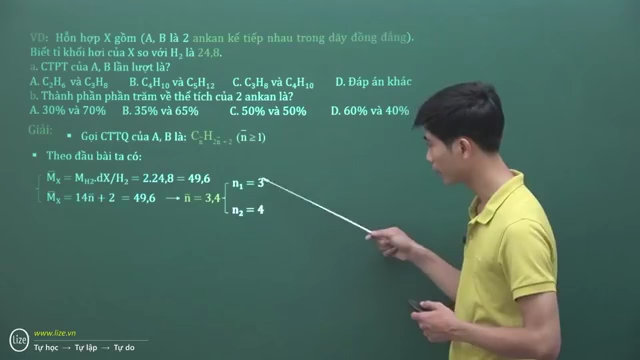 VD: Hỗn hợp X gồm (A, B là 2 ankan kế tiếp nhau trong dãy đồng đẳng).
Biết tỉ khối hơi của X so với H₂ là 24,8.
a. CTPT của A, B lần lượt là?
A. C₂H₆ và C₃H₈ B. C₄H₁₀ và C₅H₁₂ C. C₃H₈ và C₄H₁₀ D. Đáp án khác
b. Thành phần phần trăm về thể tích của 2 ankan là?
A. 30% và 70% B. 35% và 65% C. 50% và 50% D. 60% và 40%
Giải: ▪ Gọi CTTQ của A, B là: Cn̄H2n̄+2 (n̄ ≥ 1)
▪ Theo đầu bài ta có:
M̄X = MH2.dX/H₂ = 2.24,8 = 49,6
M̄X = 14n̄ + 2 = 49,6 → n̄ = 3,4
n₁ = 3
n₂ = 4
Lize
www.lize.vn
Tự học → Tự lập → Tự do